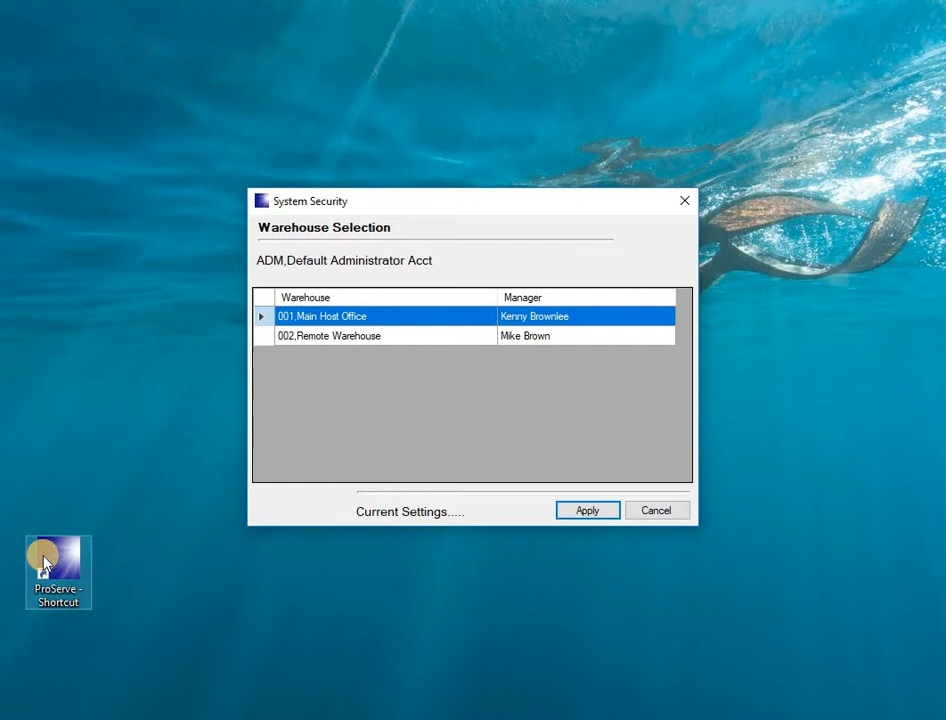 System Security
Warehouse Selection
ADM,Default Administrator Acct
Warehouse Manager
001,Main Host Office Kenny Brownlee
002,Remote Warehouse Mike Brown
Current Settings..... Apply Cancel
ProServe -
Shortcut